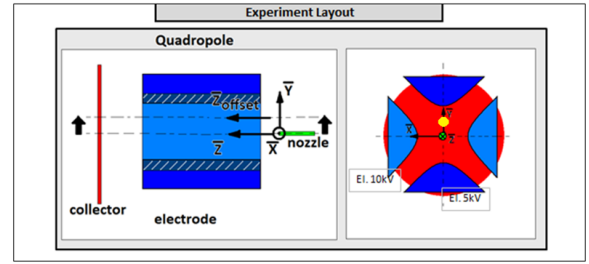 Experiment Layout
Quadropole
Z offset
Y
Z
X
nozzle
collector
electrode
Y
X
Z
El. 10kV
El. 5kV